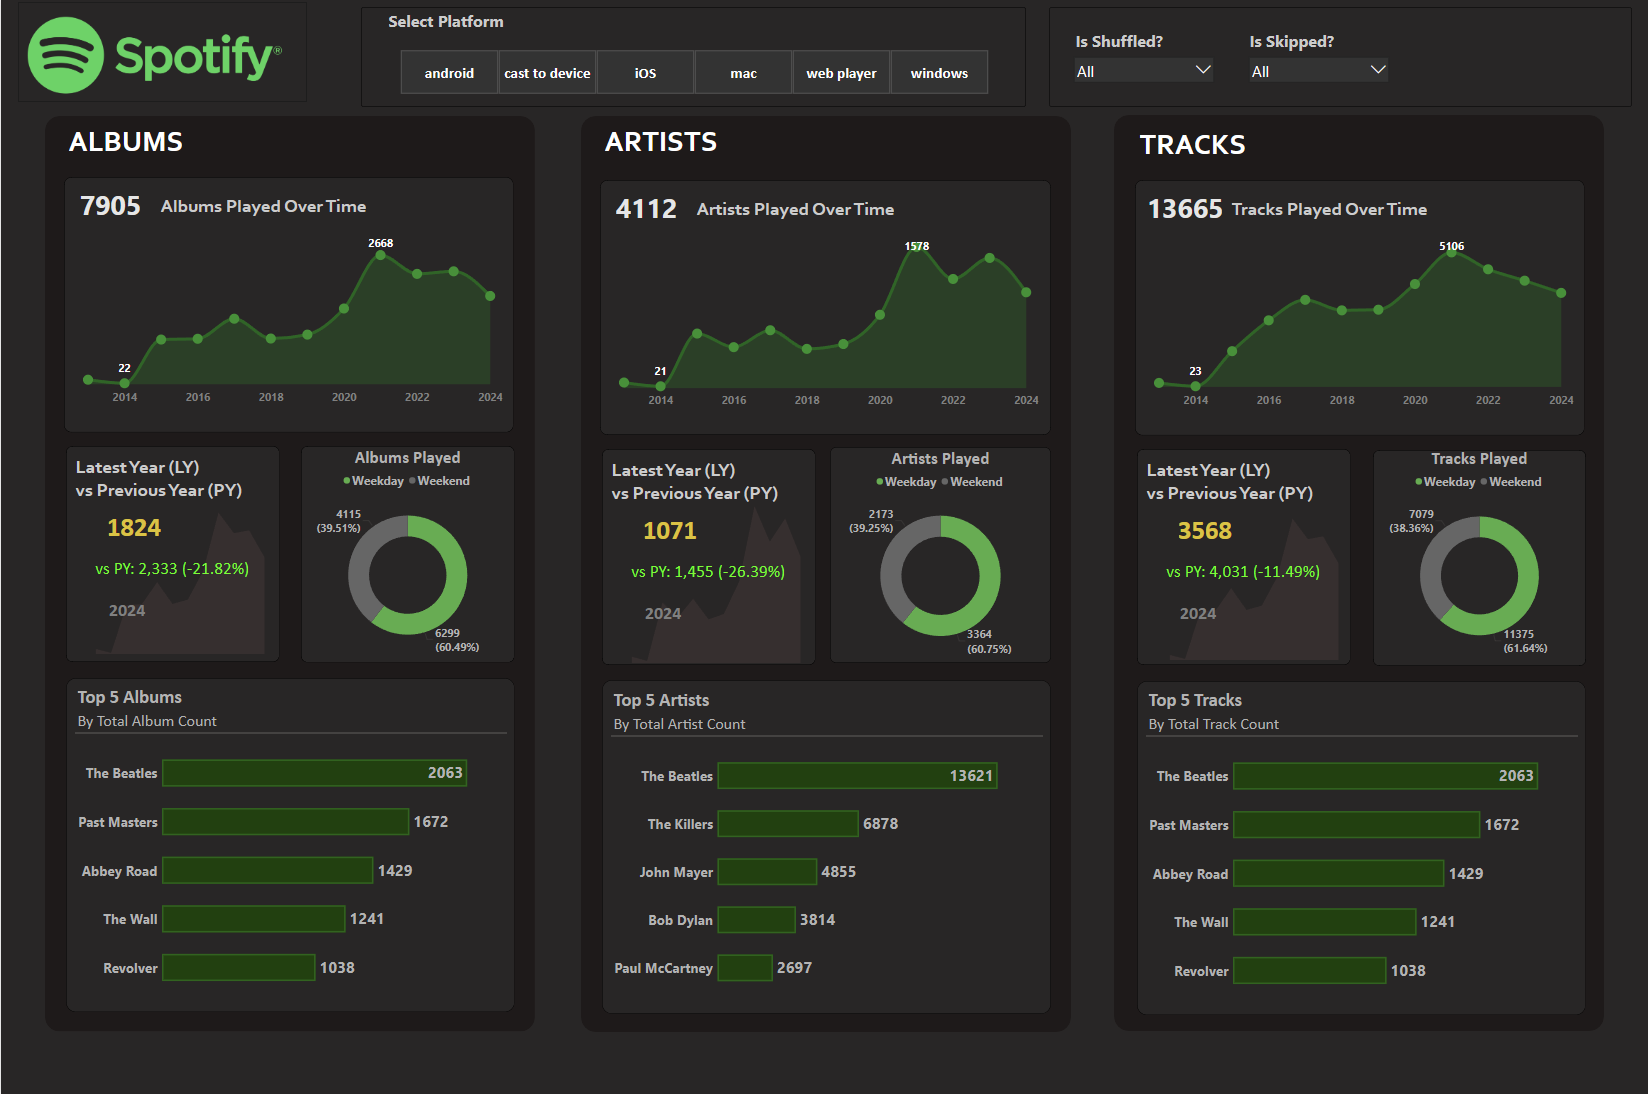 Spotify®
Select Platform
android
cast to device
iOS
mac
web player
windows
Is Shuffled?
All
Is Skipped?
All
ALBUMS
7905 Albums Played Over Time
2668
22
2014 2016 2018 2020 2022 2024
Latest Year (LY)
vs Previous Year (PY)
1824
vs PY: 2,333 (-21.82%)
2024
Albums Played
Weekday Weekend
4115
(39.51%)
6299
(60.49%)
Top 5 Albums
By Total Album Count
The Beatles 2063
Past Masters 1672
Abbey Road 1429
The Wall 1241
Revolver 1038
ARTISTS
4112 Artists Played Over Time
1578
21
2014 2016 2018 2020 2022 2024
Latest Year (LY)
vs Previous Year (PY)
1071
vs PY: 1,455 (-26.39%)
2024
Artists Played
Weekday Weekend
2173
(39.25%)
3364
(60.75%)
Top 5 Artists
By Total Artist Count
The Beatles 13621
The Killers 6878
John Mayer 4855
Bob Dylan 3814
Paul McCartney 2697
TRACKS
13665 Tracks Played Over Time
5106
23
2014 2016 2018 2020 2022 2024
Latest Year (LY)
vs Previous Year (PY)
3568
vs PY: 4,031 (-11.49%)
2024
Tracks Played
Weekday Weekend
7079
(38.36%)
11375
(61.64%)
Top 5 Tracks
By Total Track Count
The Beatles 2063
Past Masters 1672
Abbey Road 1429
The Wall 1241
Revolver 1038